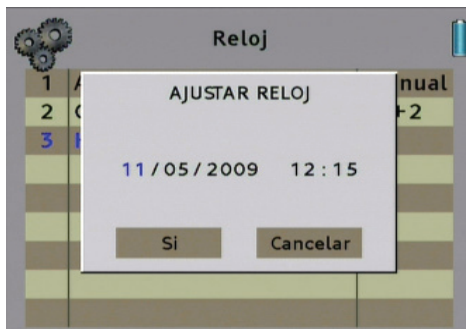 Reloj
AJUSTAR RELOJ
11/05/2009 12:15
Si Cancelar
1
nual
2 +2
3